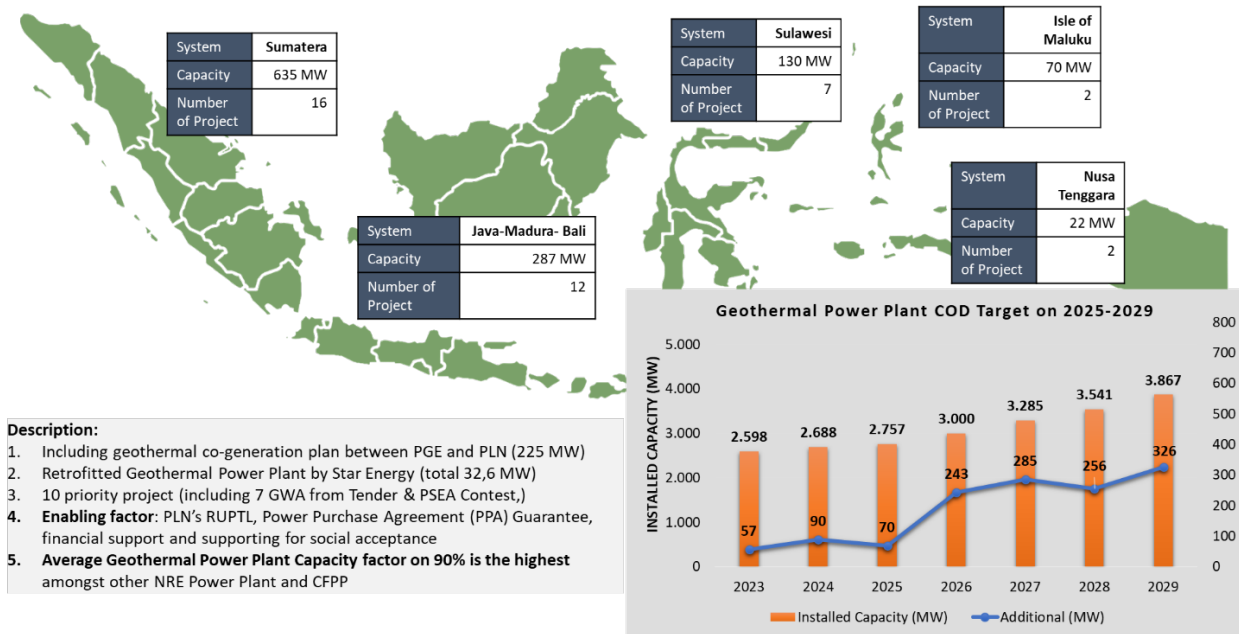 System Sumatera
Capacity 635 MW
Number of Project 16
System Sulawesi
Capacity 130 MW
Number of Project 7
System Isle of Maluku
Capacity 70 MW
Number of Project 2
System Nusa Tenggara
Capacity 22 MW
Number of Project 2
System Java-Madura- Bali
Capacity 287 MW
Number of Project 12
Description:
1. Including geothermal co-generation plan between PGE and PLN (225 MW)
2. Retrofitted Geothermal Power Plant by Star Energy (total 32,6 MW)
3. 10 priority project (including 7 GWA from Tender & PSEA Contest,)
4. Enabling factor: PLN's RUPTL, Power Purchase Agreement (PPA) Guarantee,
financial support and supporting for social acceptance
5. Average Geothermal Power Plant Capacity factor on 90% is the highest
amongst other NRE Power Plant and CFPP
Geothermal Power Plant COD Target on 2025-2029
INSTALLED CAPACITY (MW)
5.000
4.000
3.000
2.000
1.000
0
2.598 2.688 2.757 3.000 3.285 3.541 3.867
57 90 70 243 285 256 326
800
700
600
500
400
300
200
100
0
2023 2024 2025 2026 2027 2028 2029
Installed Capacity (MW) Additional (MW)